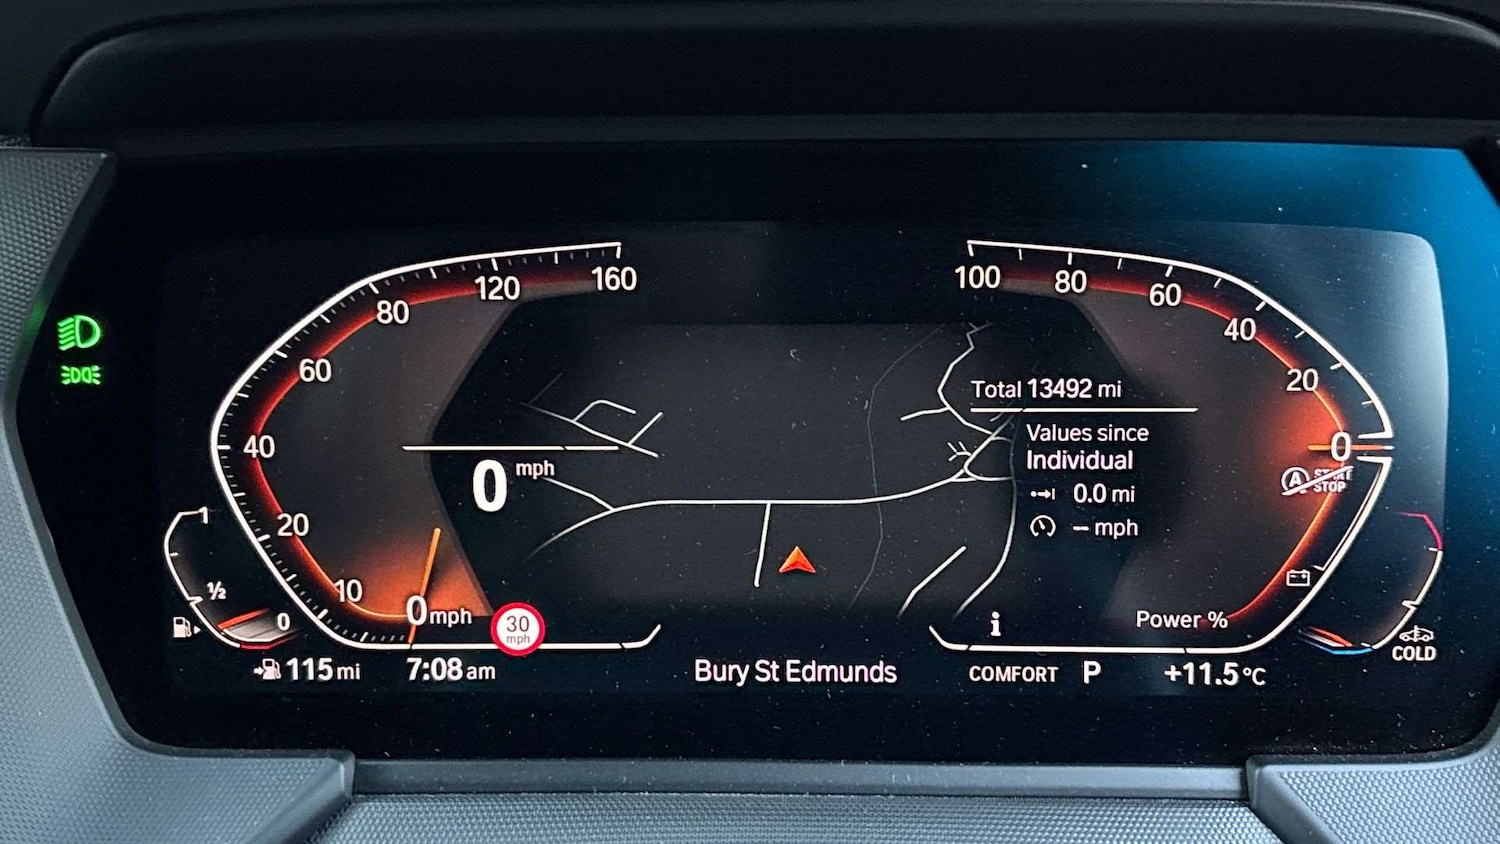 160
120
80
60
40
20
10
0 mph
0 mph
30
mph
1
1/2
0
115 mi
7:08 am
Bury St Edmunds
100
80
60
40
20
0
Total 13492 mi
Values since
Individual
0.0 mi
– mph
A START
STOP
i
Power %
COMFORT P
+11.5 °C
COLD